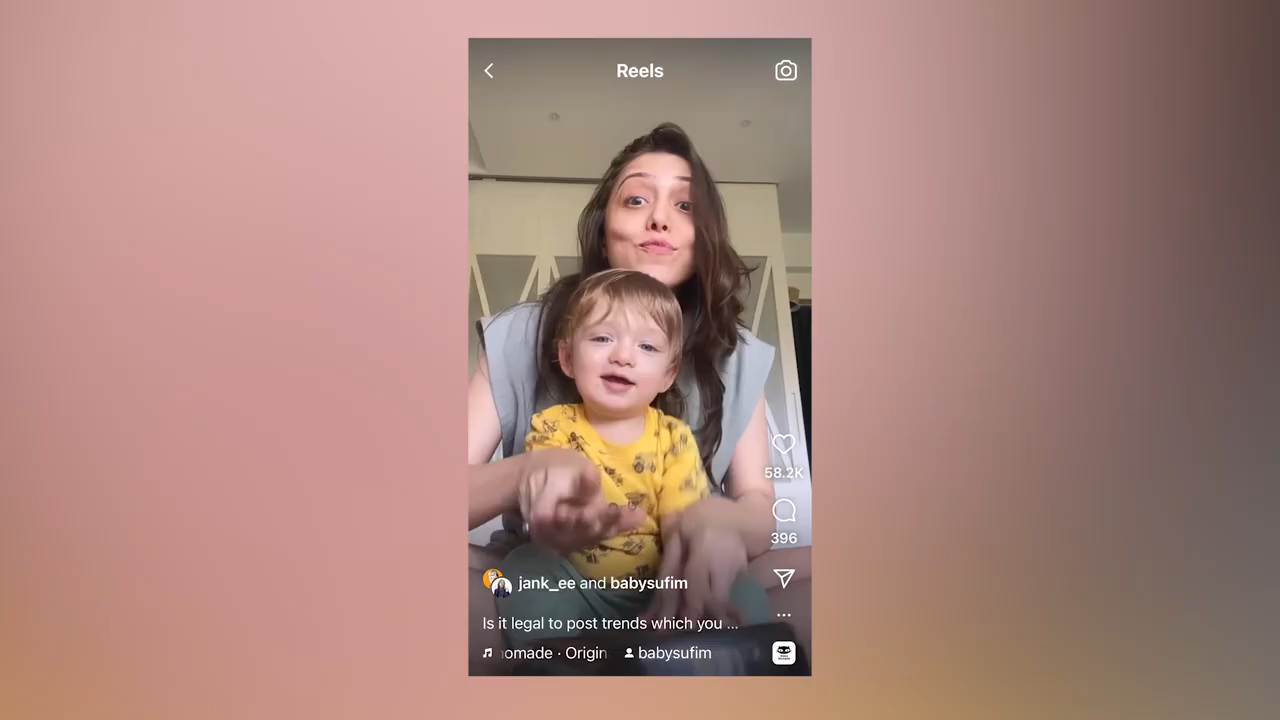 Reels
58.2K
396
jank_ee and babysufim
Is it legal to post trends which you ...
omade · Origin babysufim